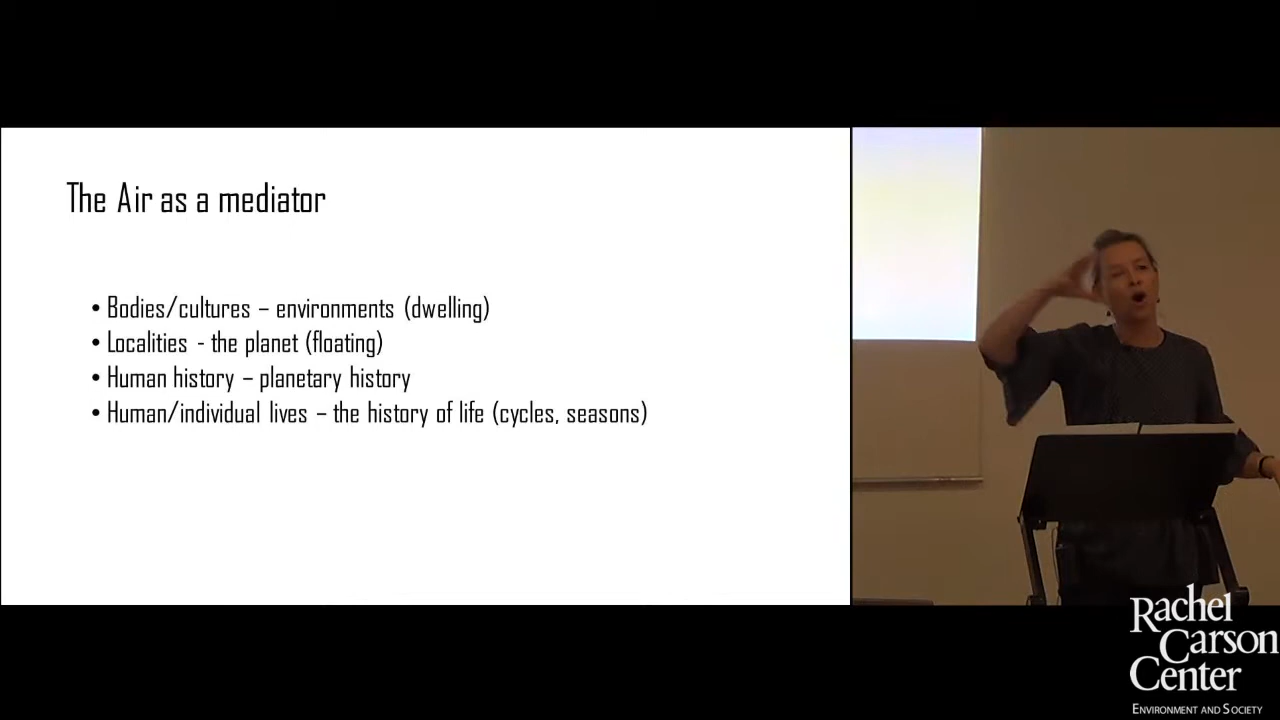 The Air as a mediator
• Bodies/cultures – environments (dwelling)
• Localities - the planet (floating)
• Human history – planetary history
• Human/individual lives – the history of life (cycles, seasons)
Rachel
Carson
Center
ENVIRONMENT AND SOCIETY